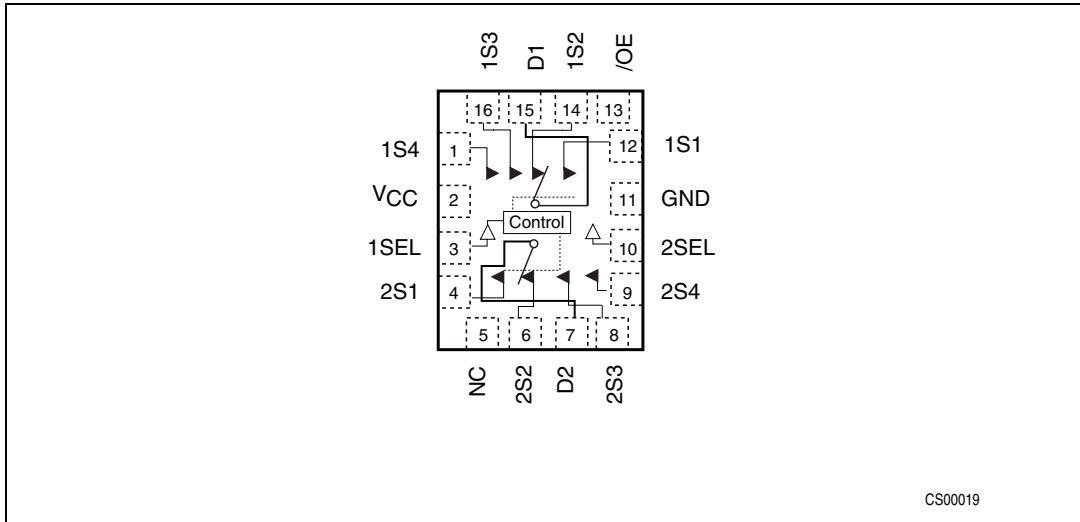 1S3 D1 1S2 /OE
16 15 14 13
1S4 1 12 1S1
VCC 2 11 GND
Control
1SEL 3 10 2SEL
2S1 4 9 2S4
5 6 7 8
NC 2S2 D2 2S3
CS00019